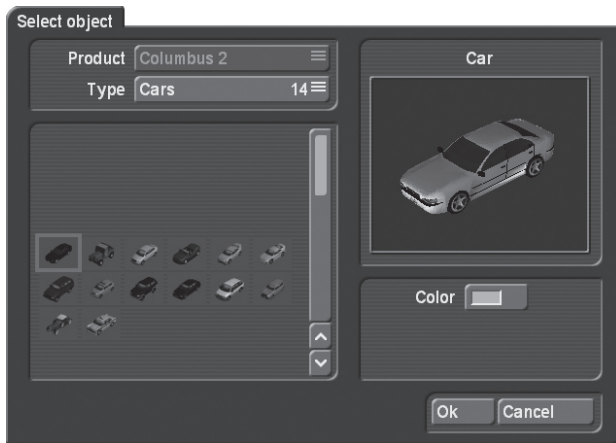 Select object
Product Columbus 2
Type Cars 14
Car
Color
Ok Cancel